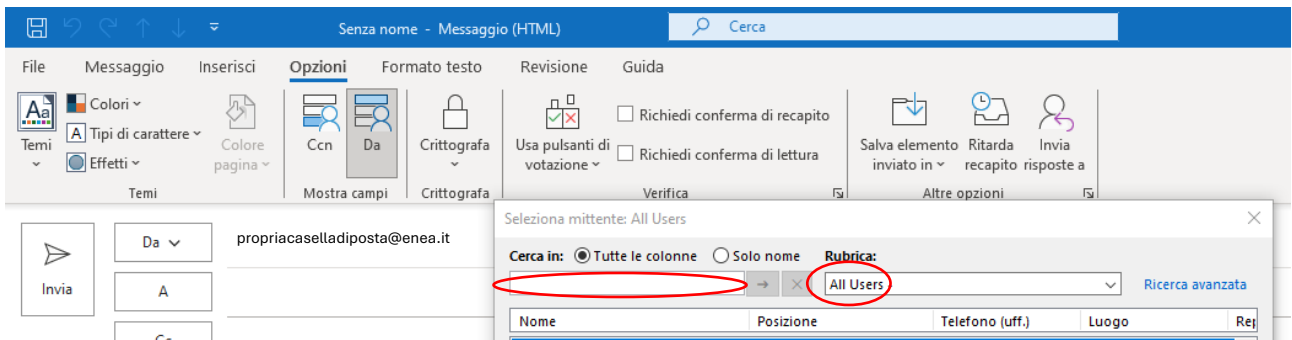 Senza nome - Messaggio (HTML)
Cerca
File Messaggio Inserisci Opzioni Formato testo Revisione Guida
Aa
Temi
Colori
A Tipi di carattere
Effetti
Colore
pagina
Temi
Ccn
Da
Mostra campi
Crittografa
Crittografa
Usa pulsanti di
votazione
Richiedi conferma di recapito
Richiedi conferma di lettura
Verifica
Salva elemento
inviato in
Ritarda
recapito
Invia
risposte a
Altre opzioni
Invia
Da
propriacaselladiposta@enea.it
A
Seleziona mittente: All Users
Cerca in: Tutte le colonne Solo nome Rubrica:
All Users
Ricerca avanzata
Nome Posizione Telefono (uff.) Luogo